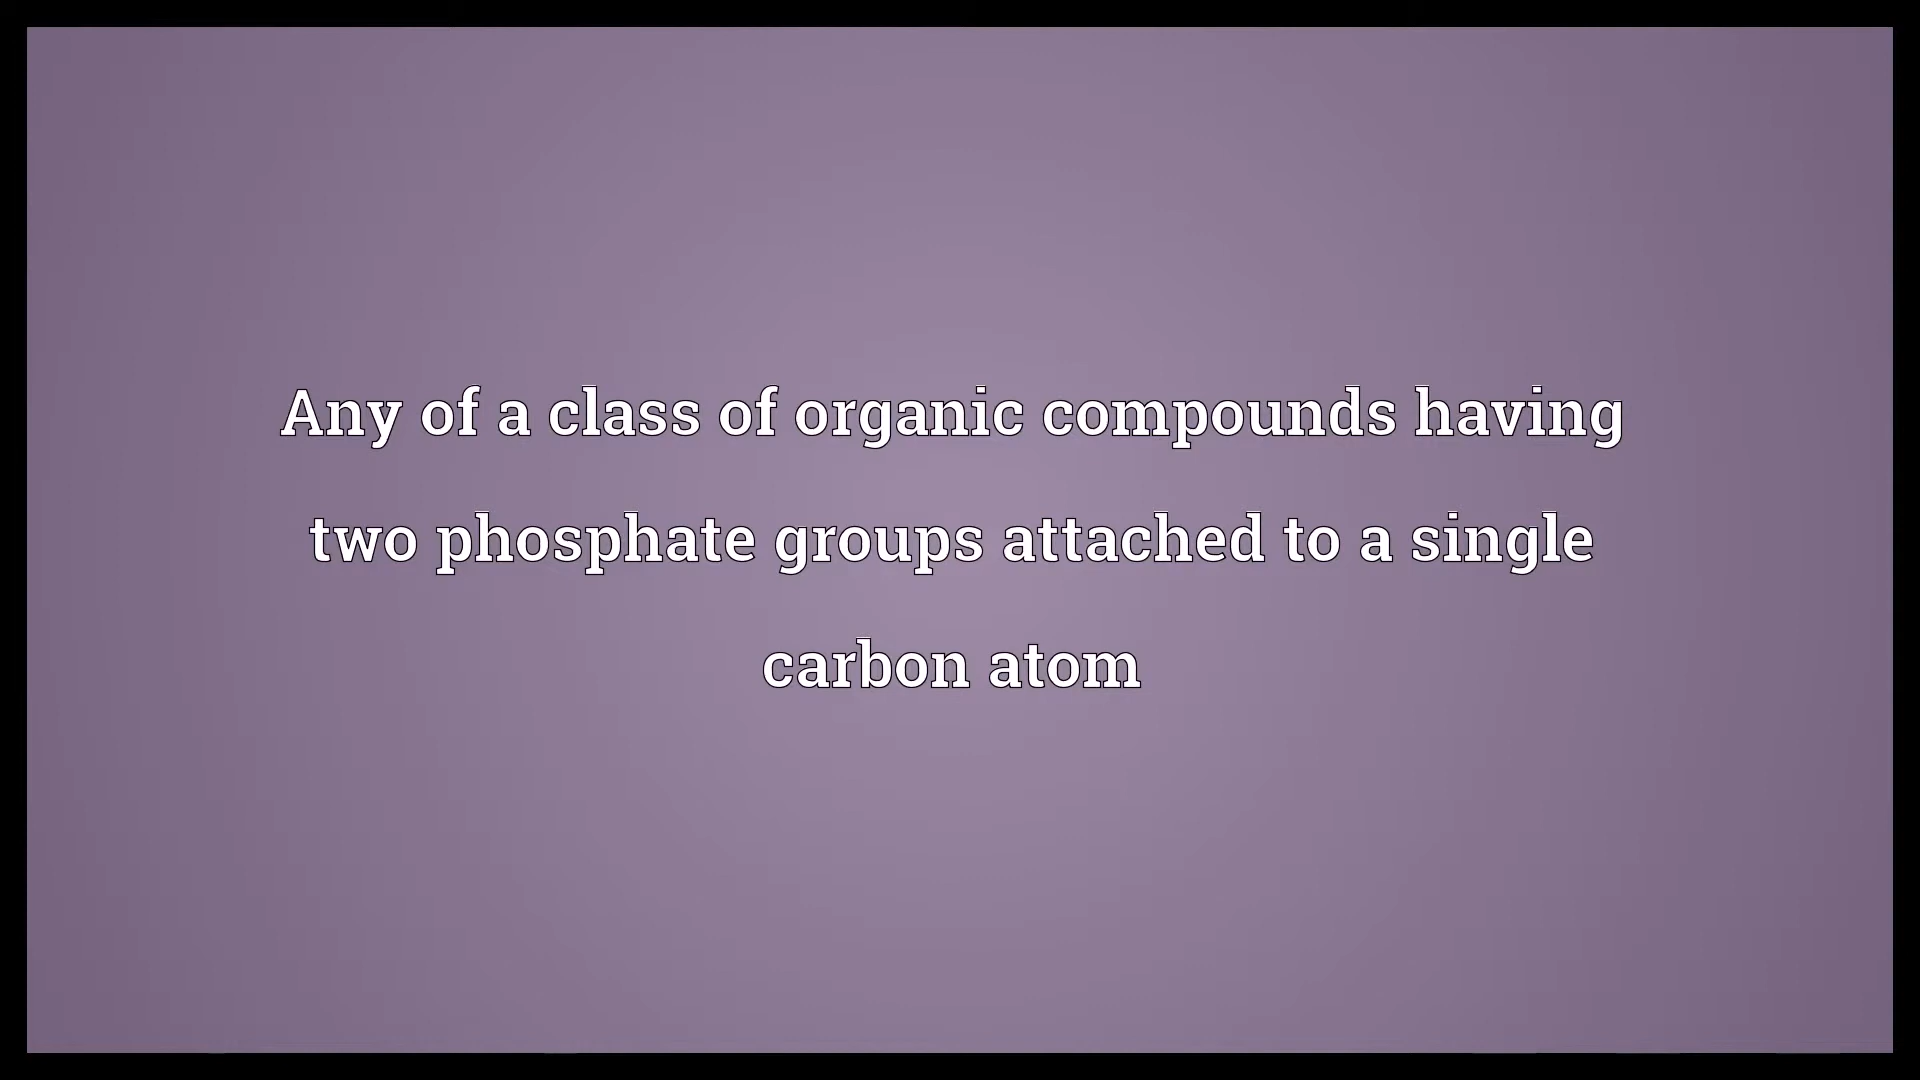 Any of a class of organic compounds having
two phosphate groups attached to a single
carbon atom